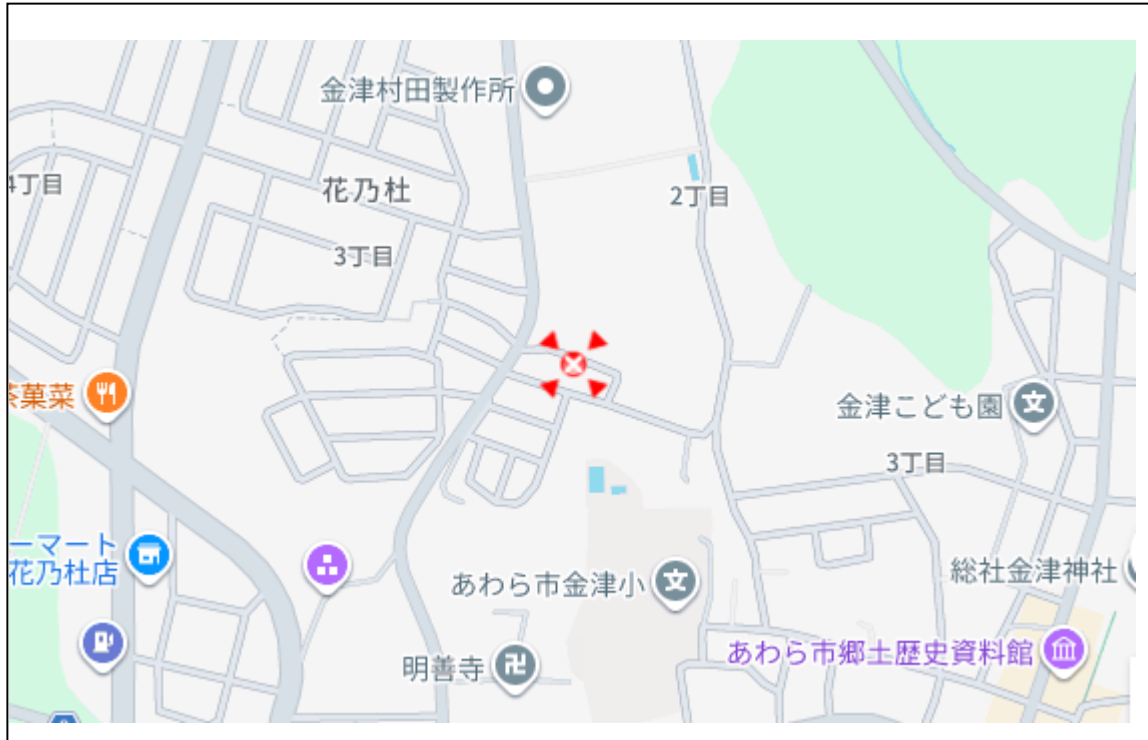 金津村田製作所
4丁目
花乃杜
2丁目
3丁目
茶菓菜
金津こども園
3丁目
ーマート
花乃杜店
あわら市金津小
総社金津神社
明善寺
あわら市郷土歴史資料館